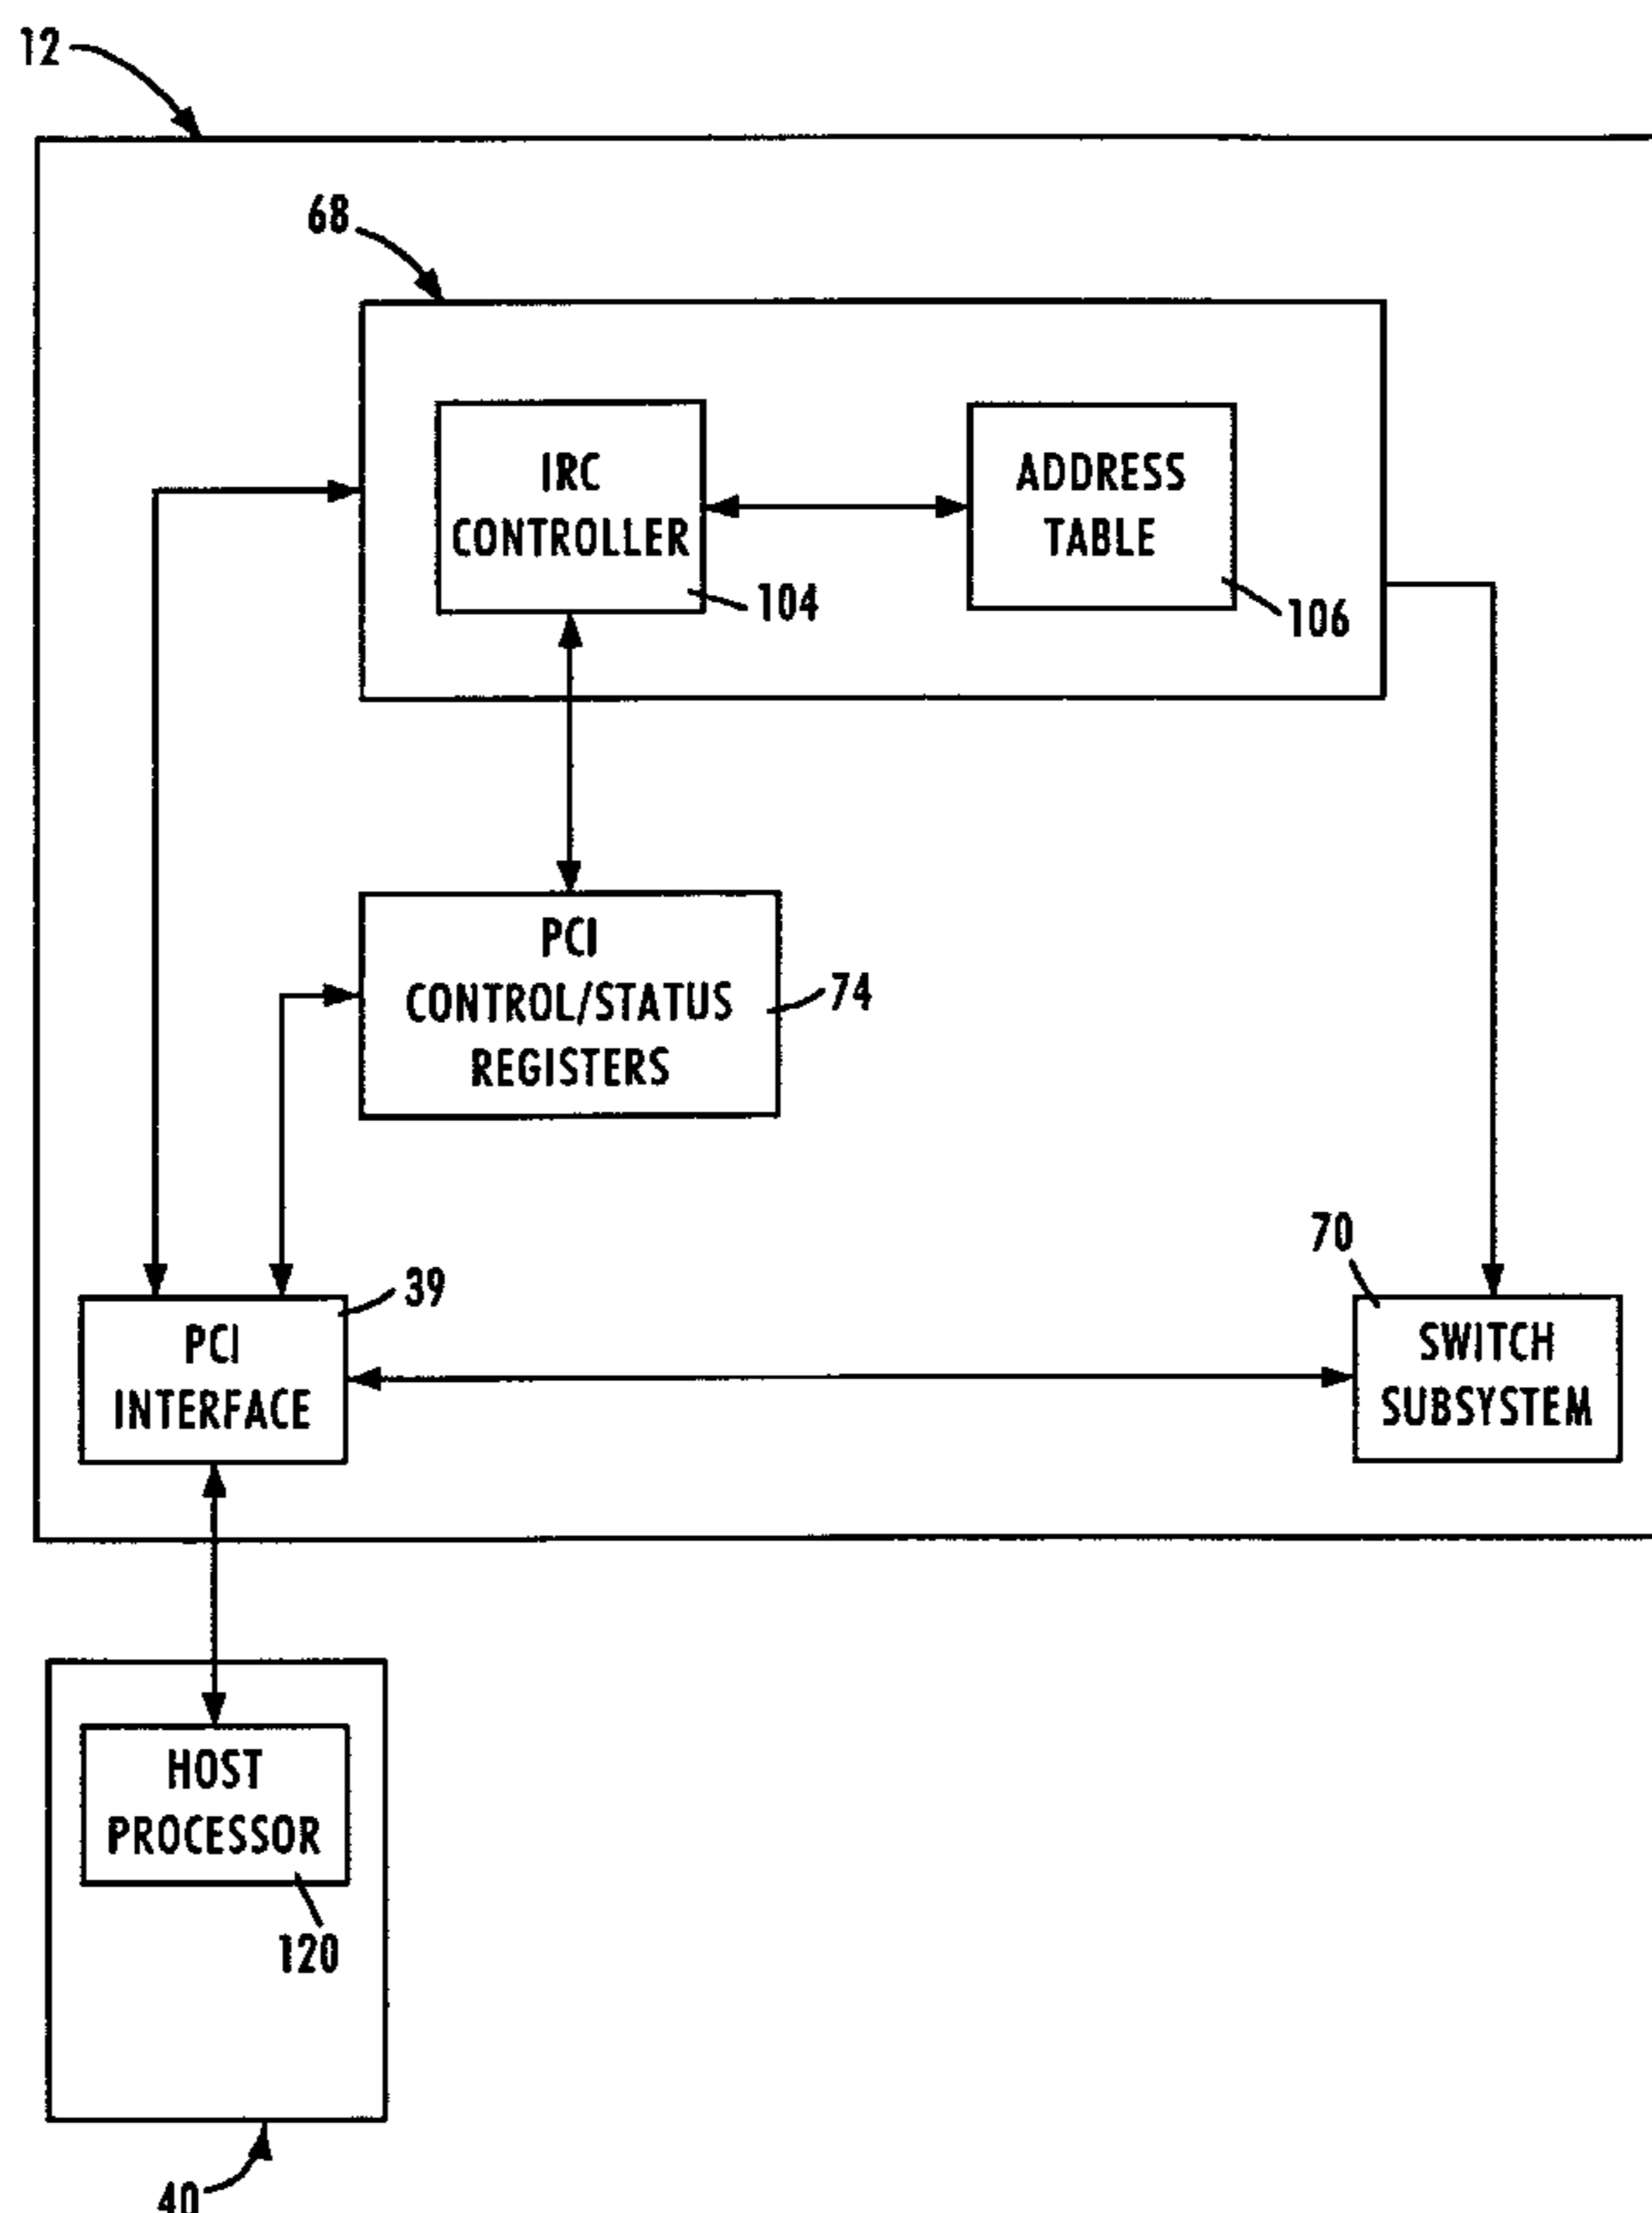 12
68
IRC
CONTROLLER
104
ADDRESS
TABLE
106
PCI
CONTROL/STATUS
REGISTERS
74
70
39
PCI
INTERFACE
SWITCH
SUBSYSTEM
HOST
PROCESSOR
120
40